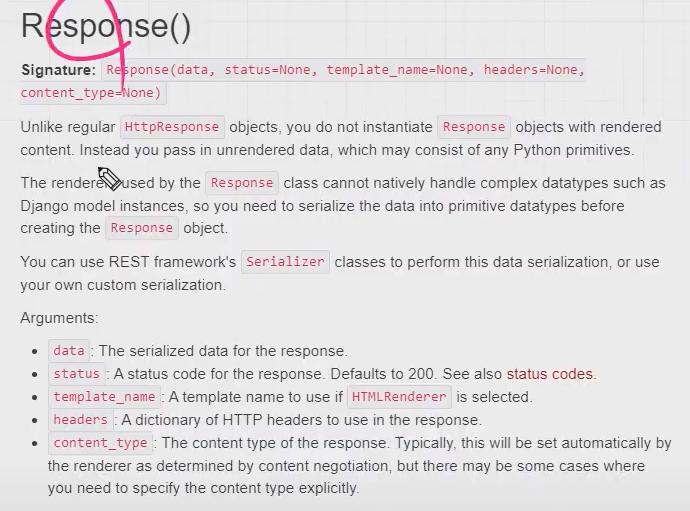 Response()
Signature: Response(data, status=None, template_name=None, headers=None,
content_type=None)
Unlike regular HttpResponse objects, you do not instantiate Response objects with rendered
content. Instead you pass in unrendered data, which may consist of any Python primitives.
The renderers used by the Response class cannot natively handle complex datatypes such as
Django model instances, so you need to serialize the data into primitive datatypes before
creating the Response object.
You can use REST framework's Serializer classes to perform this data serialization, or use
your own custom serialization.
Arguments:
• data : The serialized data for the response.
• status : A status code for the response. Defaults to 200. See also status codes.
• template_name : A template name to use if HTMLRenderer is selected.
• headers : A dictionary of HTTP headers to use in the response.
• content_type : The content type of the response. Typically, this will be set automatically by
the renderer as determined by content negotiation, but there may be some cases where
you need to specify the content type explicitly.